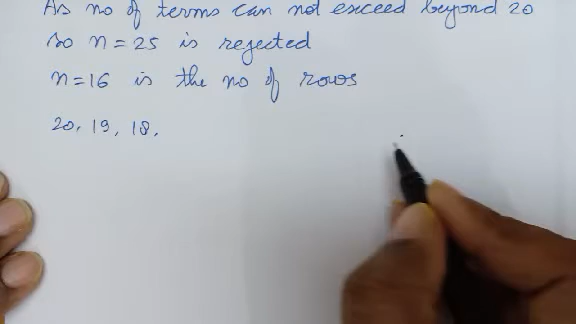 As no of terms can not exceed beyond 20
so n = 25 is rejected
n = 16 is the no of rows
20, 19, 18,